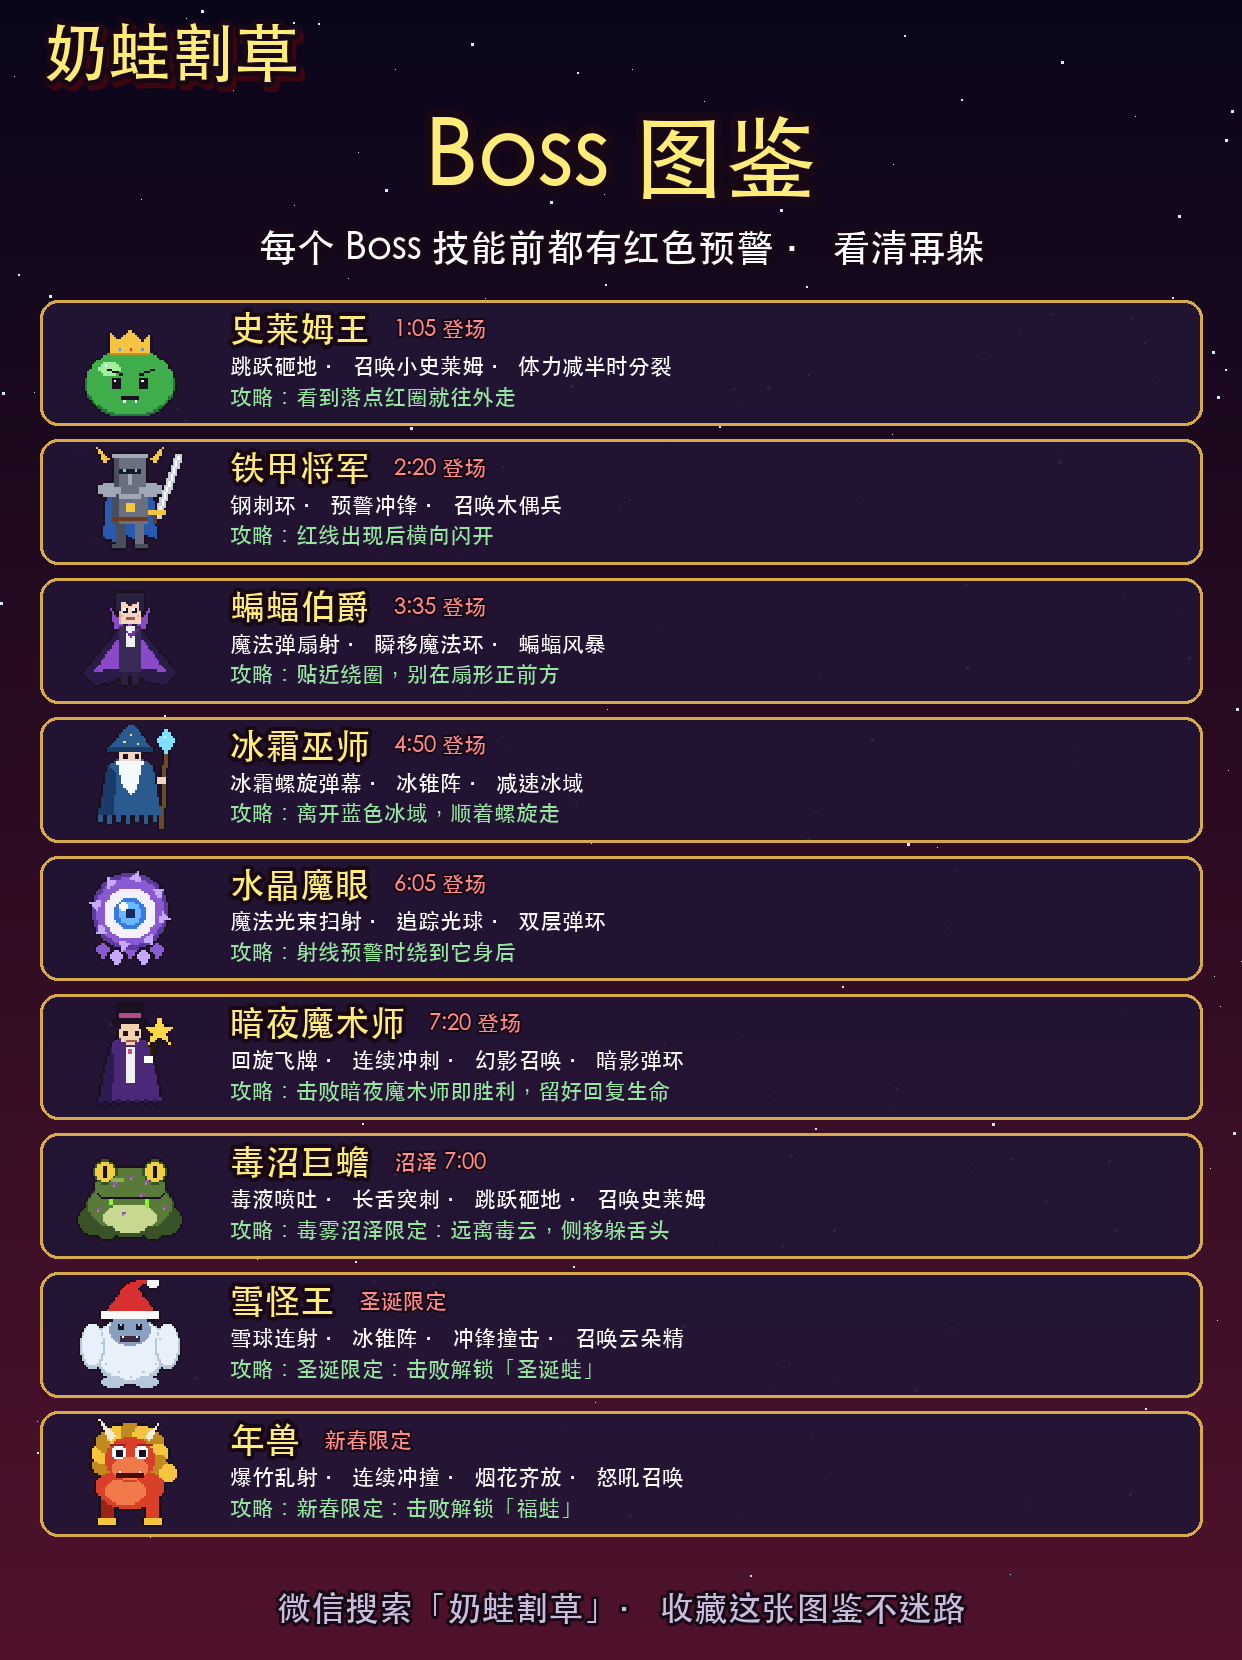 奶蛙割草
Boss 图鉴
每个 Boss 技能前都有红色预警 · 看清再躲
史莱姆王 1:05 登场
跳跃砸地 · 召唤小史莱姆 · 体力减半时分裂
攻略：看到落点红圈就往外走
铁甲将军 2:20 登场
钢刺环 · 预警冲锋 · 召唤木偶兵
攻略：红线出现后横向闪开
蝙蝠伯爵 3:35 登场
魔法弹扇射 · 瞬移魔法环 · 蝙蝠风暴
攻略：贴近绕圈，别在扇形正前方
冰霜巫师 4:50 登场
冰霜螺旋弹幕 · 冰锥阵 · 减速冰域
攻略：离开蓝色冰域，顺着螺旋走
水晶魔眼 6:05 登场
魔法光束扫射 · 追踪光球 · 双层弹环
攻略：射线预警时绕到它身后
暗夜魔术师 7:20 登场
回旋飞牌 · 连续冲刺 · 幻影召唤 · 暗影弹环
攻略：击败暗夜魔术师即胜利，留好回复生命
毒沼巨蟾 沼泽 7:00
毒液喷吐 · 长舌突刺 · 跳跃砸地 · 召唤史莱姆
攻略：毒雾沼泽限定：远离毒云，侧移躲舌头
雪怪王 圣诞限定
雪球连射 · 冰锥阵 · 冲锋撞击 · 召唤云朵精
攻略：圣诞限定：击败解锁「圣诞蛙」
年兽 新春限定
爆竹乱射 · 连续冲撞 · 烟花齐放 · 怒吼召唤
攻略：新春限定：击败解锁「福蛙」
微信搜索「奶蛙割草」 · 收藏这张图鉴不迷路